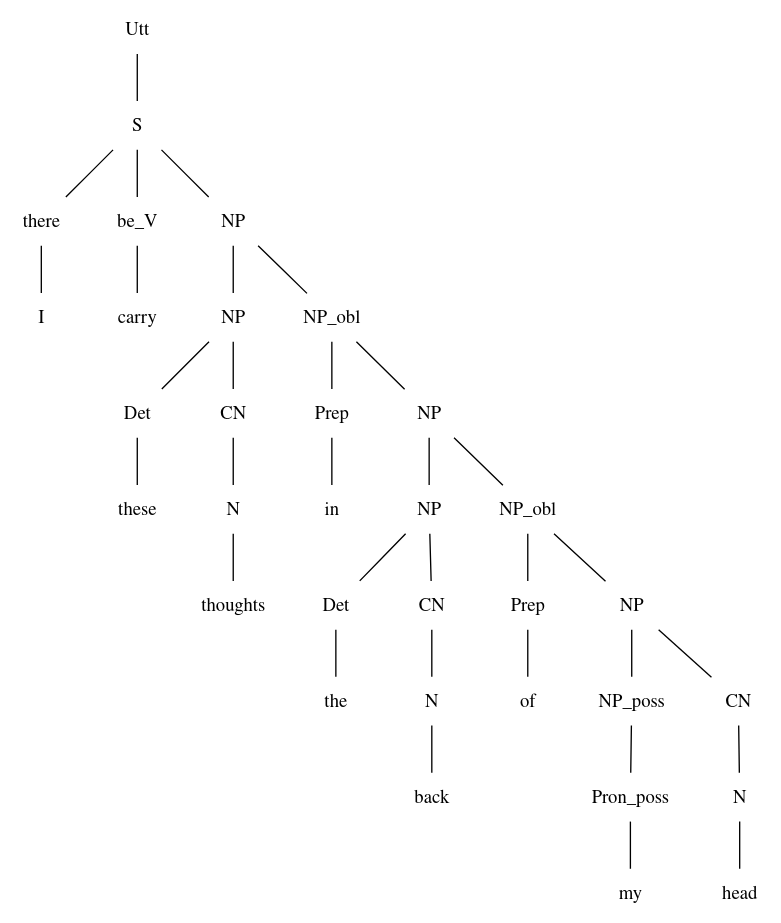 Utt
S
there be_V NP
I carry NP NP_obl
Det CN Prep NP
these N in NP NP_obl
thoughts Det CN Prep NP
the N of NP_poss CN
back Pron_poss N
my head